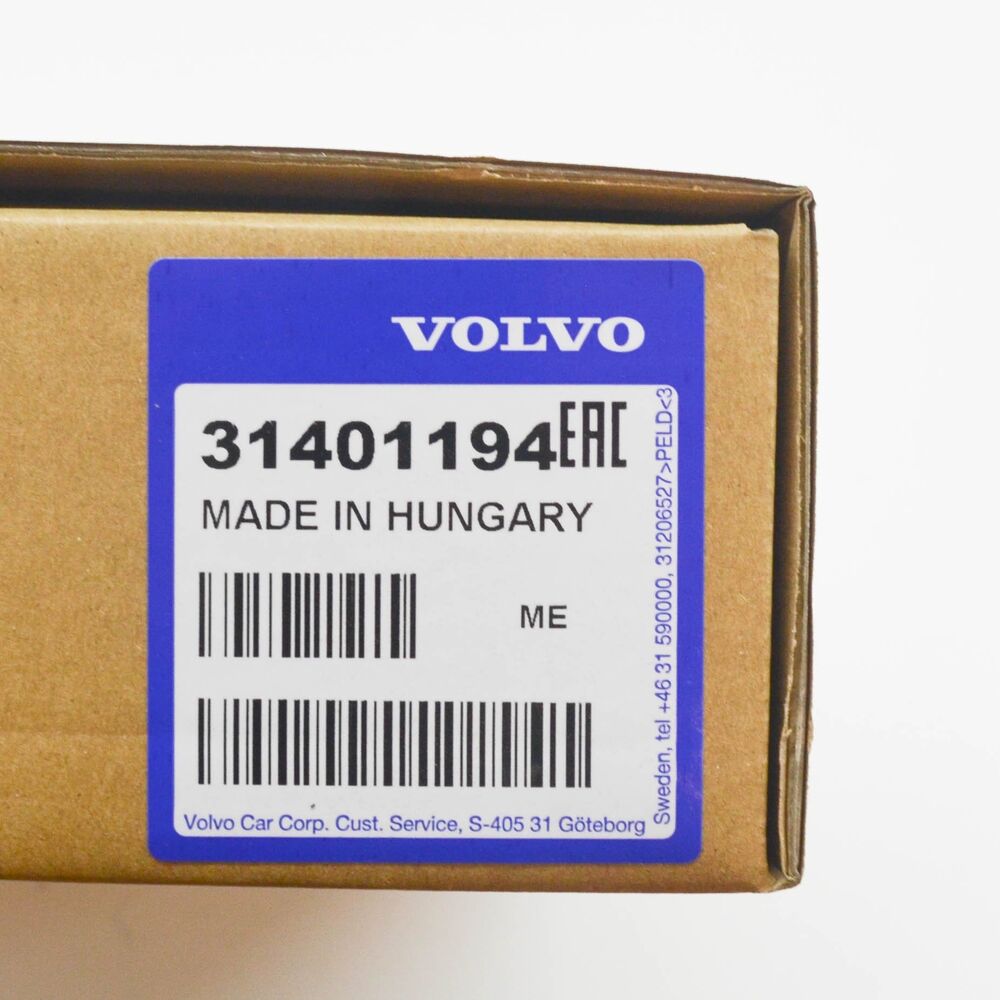 VOLVO
31401194 EAC
MADE IN HUNGARY
ME
Volvo Car Corp. Cust. Service, S-405 31 Göteborg
Sweden, tel +46 31 590000, 31206527>PELD<3